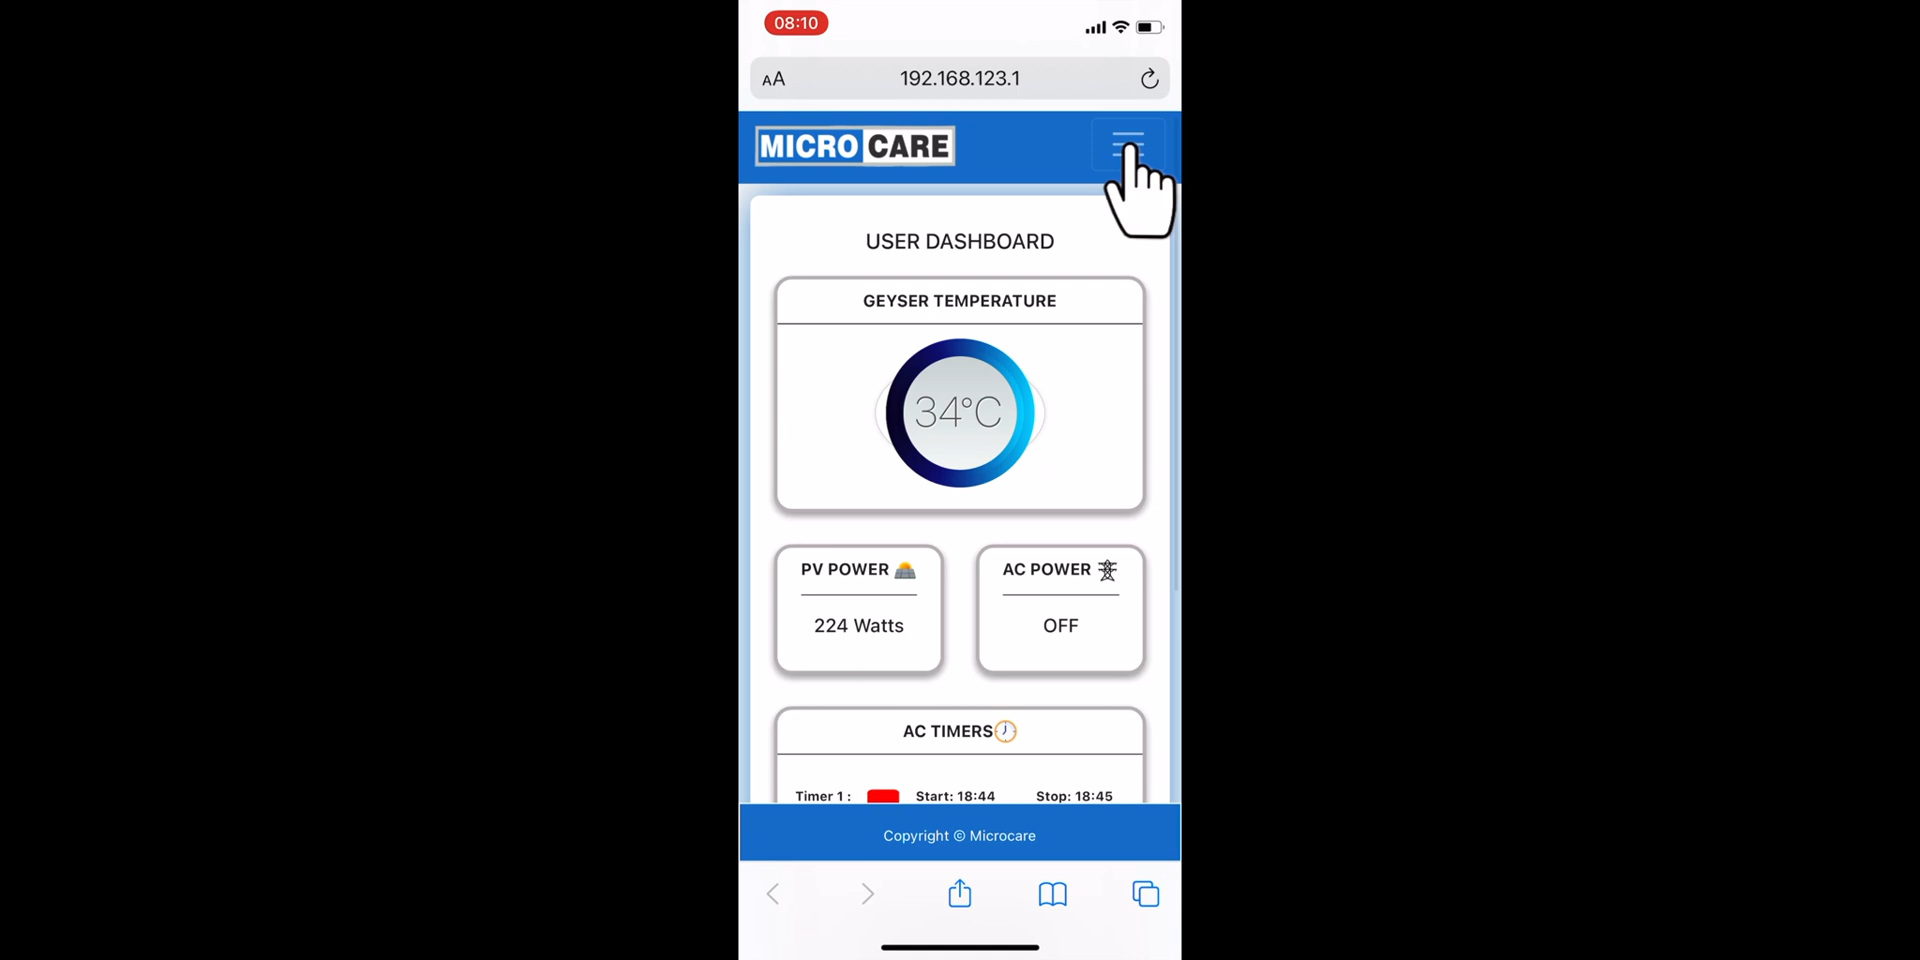 08:10
AA 192.168.123.1
MICRO CARE
USER DASHBOARD
GEYSER TEMPERATURE
34°C
PV POWER AC POWER
224 Watts OFF
AC TIMERS
Timer 1 : Start: 18:44 Stop: 18:45
Copyright © Microcare